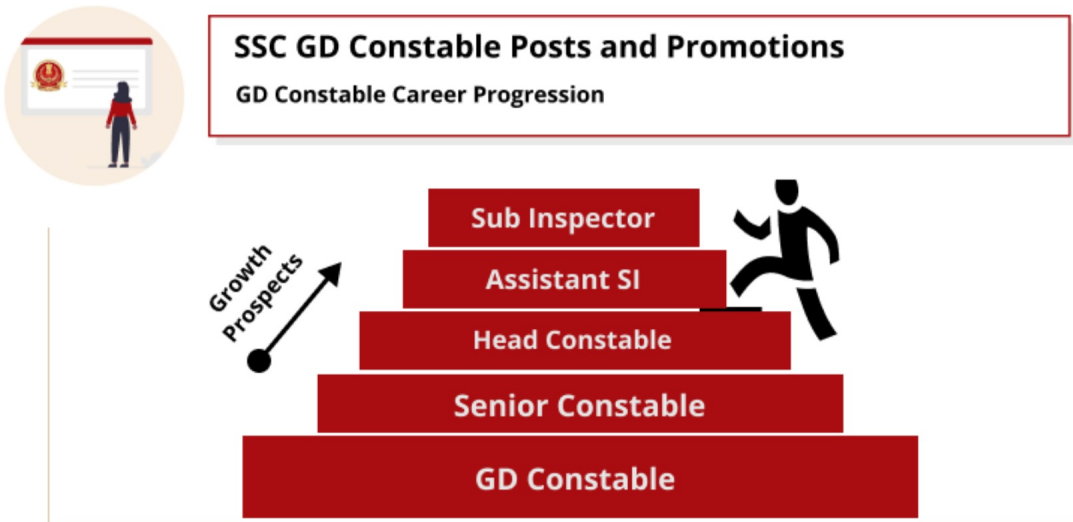 SSC GD Constable Posts and Promotions
GD Constable Career Progression
Growth
Prospects
Sub Inspector
Assistant SI
Head Constable
Senior Constable
GD Constable